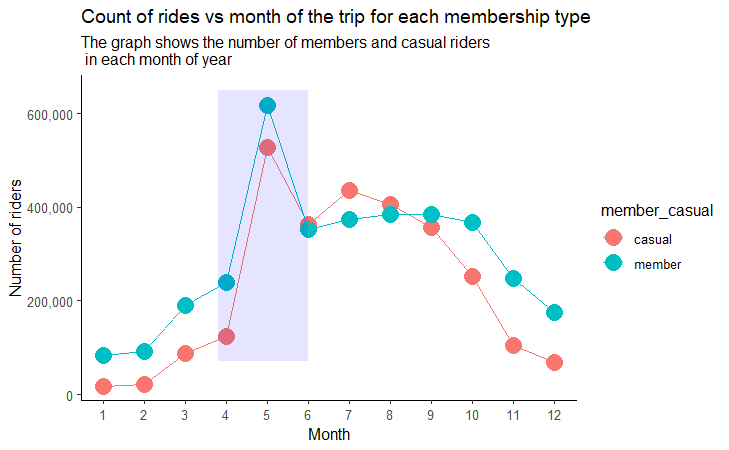 Count of rides vs month of the trip for each membership type
The graph shows the number of members and casual riders
in each month of year
600,000
400,000
200,000
0
Number of riders
1 2 3 4 5 6 7 8 9 10 11 12
Month
member_casual
casual
member